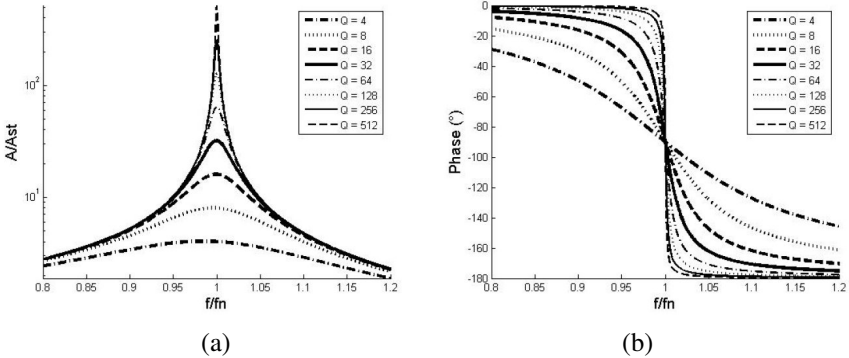 A/Ast
10²
10¹
0.8 0.85 0.9 0.95 1 1.05 1.1 1.15 1.2
f/fn
Q = 4
Q = 8
Q = 16
Q = 32
Q = 64
Q = 128
Q = 256
Q = 512
(a)
Phase (°)
0
-20
-40
-60
-80
-100
-120
-140
-160
-180
0.8 0.85 0.9 0.95 1 1.05 1.1 1.15 1.2
f/fn
Q = 4
Q = 8
Q = 16
Q = 32
Q = 64
Q = 128
Q = 256
Q = 512
(b)